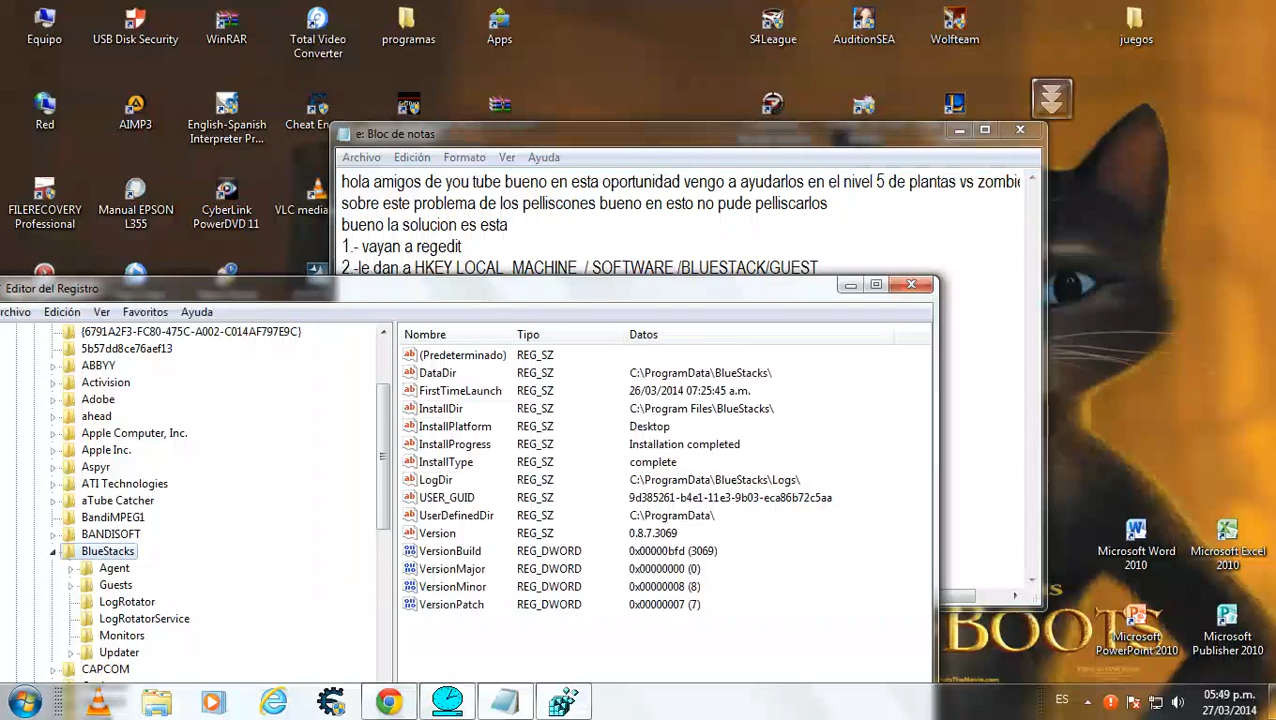 Equipo
USB Disk Security
WinRAR
Total Video
Converter
programas
Apps
S4League
AuditionSEA
Wolfteam
juegos
Red
AIMP3
English-Spanish
Interpreter Pr...
Cheat En
FILERECOVERY
Professional
Manual EPSON
L355
CyberLink
PowerDVD 11
VLC media
e: Bloc de notas
Archivo Edición Formato Ver Ayuda
hola amigos de you tube bueno en esta oportunidad vengo a ayudarlos en el nivel 5 de plantas vs zombie
sobre este problema de los pelliscones bueno en esto no pude pelliscarlos
bueno la solucion es esta
1.- vayan a regedit
2.-le dan a HKEY LOCAL_MACHINE / SOFTWARE /BLUESTACK/GUEST
Editor del Registro
rchivo Edición Ver Favoritos Ayuda
{6791A2F3-FC80-475C-A002-C014AF797E9C}
5b57dd8ce76aef13
ABBYY
Activision
Adobe
ahead
Apple Computer, Inc.
Apple Inc.
Aspyr
ATI Technologies
aTube Catcher
BandiMPEG1
BANDISOFT
BlueStacks
Agent
Guests
LogRotator
LogRotatorService
Monitors
Updater
CAPCOM
Nombre Tipo Datos
(Predeterminado) REG_SZ
DataDir REG_SZ C:\ProgramData\BlueStacks\
FirstTimeLaunch REG_SZ 26/03/2014 07:25:45 a.m.
InstallDir REG_SZ C:\Program Files\BlueStacks\
InstallPlatform REG_SZ Desktop
InstallProgress REG_SZ Installation completed
InstallType REG_SZ complete
LogDir REG_SZ C:\ProgramData\BlueStacks\Logs\
USER_GUID REG_SZ 9d385261-b4e1-11e3-9b03-eca86b72c5aa
UserDefinedDir REG_SZ C:\ProgramData\
Version REG_SZ 0.8.7.3069
VersionBuild REG_DWORD 0x00000bfd (3069)
VersionMajor REG_DWORD 0x00000000 (0)
VersionMinor REG_DWORD 0x00000008 (8)
VersionPatch REG_DWORD 0x00000007 (7)
Microsoft Word
2010
Microsoft Excel
2010
BOOTS
Microsoft
PowerPoint 2010
Microsoft
Publisher 2010
ES
05:49 p.m.
27/03/2014